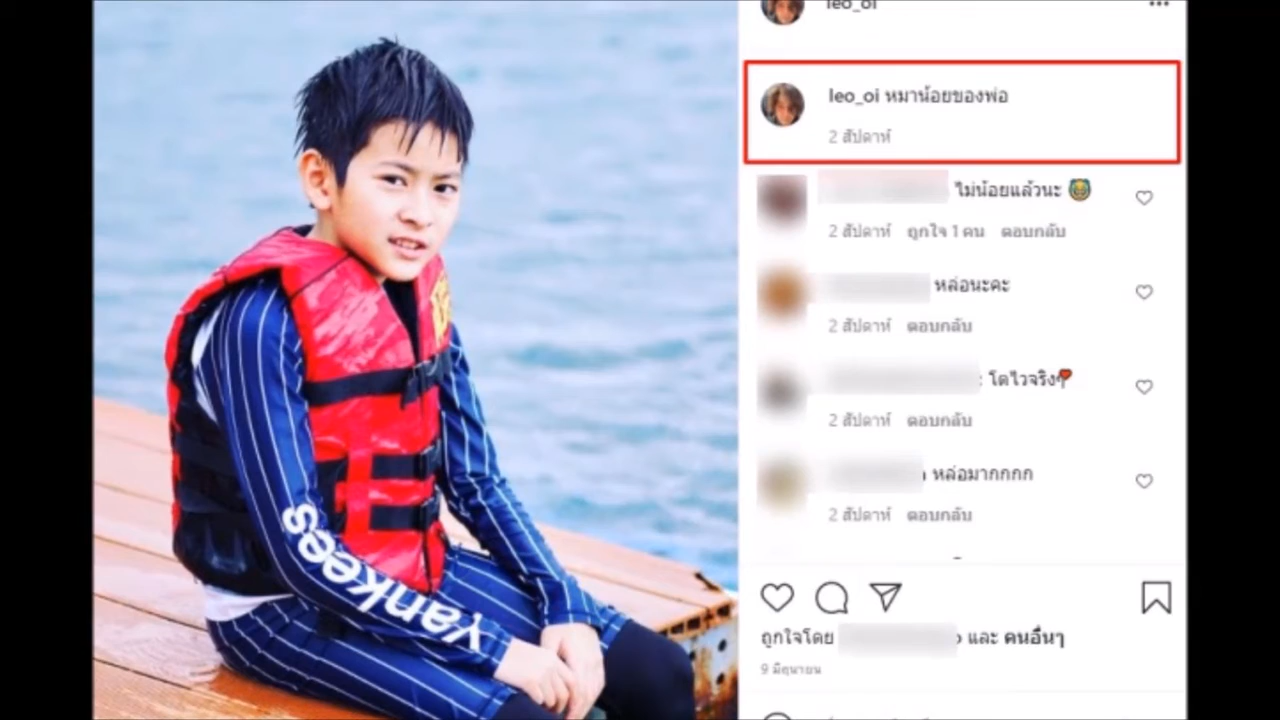 leo_oi
leo_oi หมาน้อยของพ่อ
2 สัปดาห์
ไม่น้อยแล้วนะ
2 สัปดาห์ ถูกใจ 1 คน ตอบกลับ
หล่อนะคะ
2 สัปดาห์ ตอบกลับ
: โตไวจริงๆ
2 สัปดาห์ ตอบกลับ
หล่อมากกกก
2 สัปดาห์ ตอบกลับ
ถูกใจโดย และ คนอื่นๆ
9 มิถุนายน
yankees